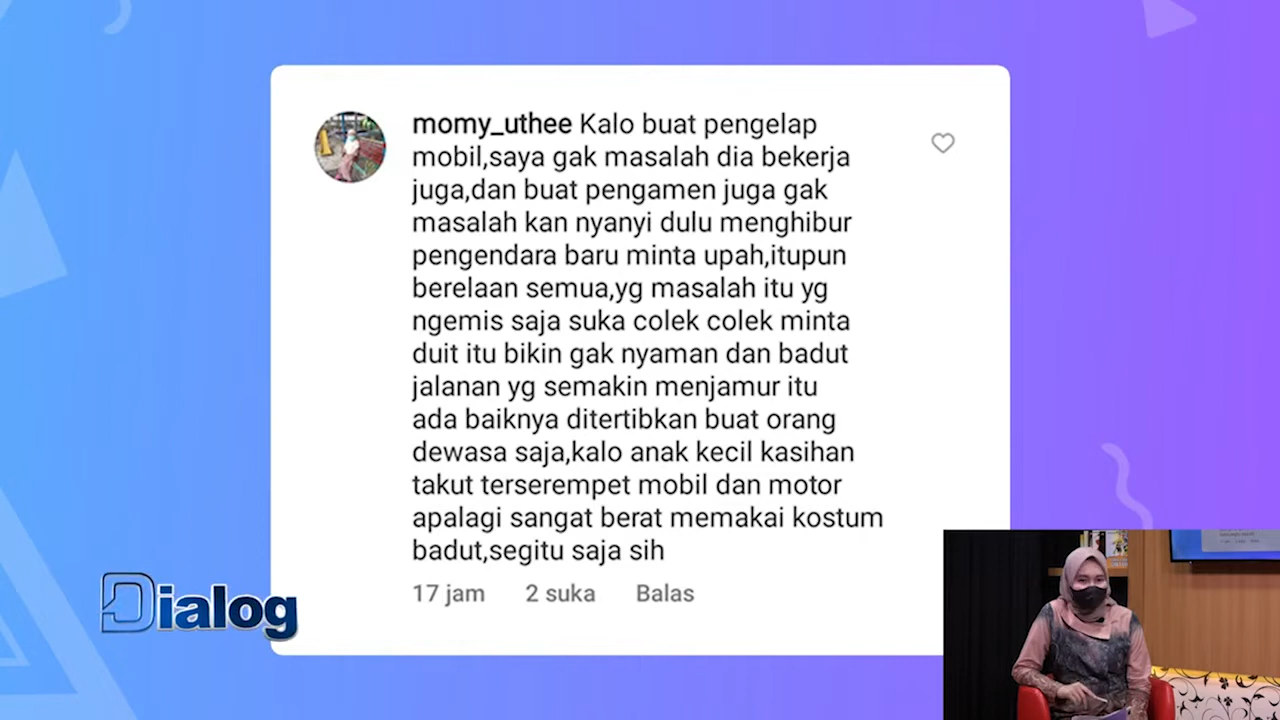 momy_uthee Kalo buat pengelap
mobil,saya gak masalah dia bekerja
juga,dan buat pengamen juga gak
masalah kan nyanyi dulu menghibur
pengendara baru minta upah,itupun
berelaan semua,yg masalah itu yg
ngemis saja suka colek colek minta
duit itu bikin gak nyaman dan badut
jalanan yg semakin menjamur itu
ada baiknya ditertibkan buat orang
dewasa saja,kalo anak kecil kasihan
takut terserempet mobil dan motor
apalagi sangat berat memakai kostum
badut,segitu saja sih
17 jam 2 suka Balas
Dialog